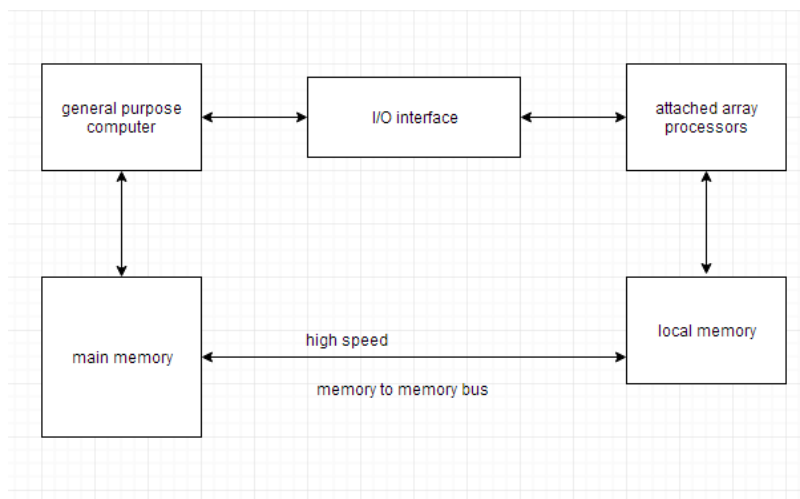 general purpose
computer
I/O interface
attached array
processors
main memory
high speed
memory to memory bus
local memory